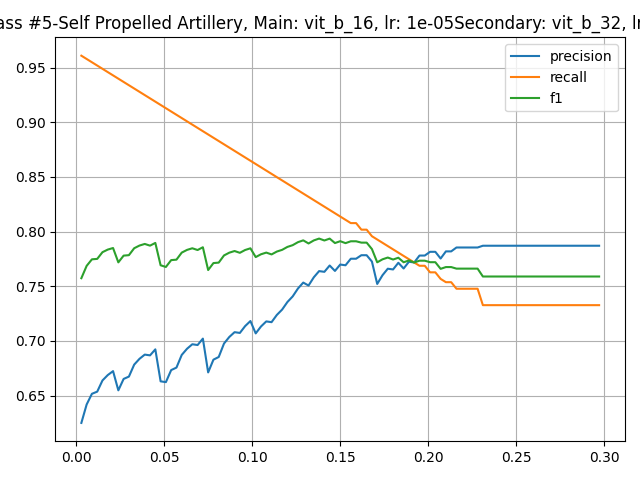 ass #5-Self Propelled Artillery, Main: vit_b_16, lr: 1e-05Secondary: vit_b_32, lr
precision
recall
f1
0.95
0.90
0.85
0.80
0.75
0.70
0.65
0.00 0.05 0.10 0.15 0.20 0.25 0.30